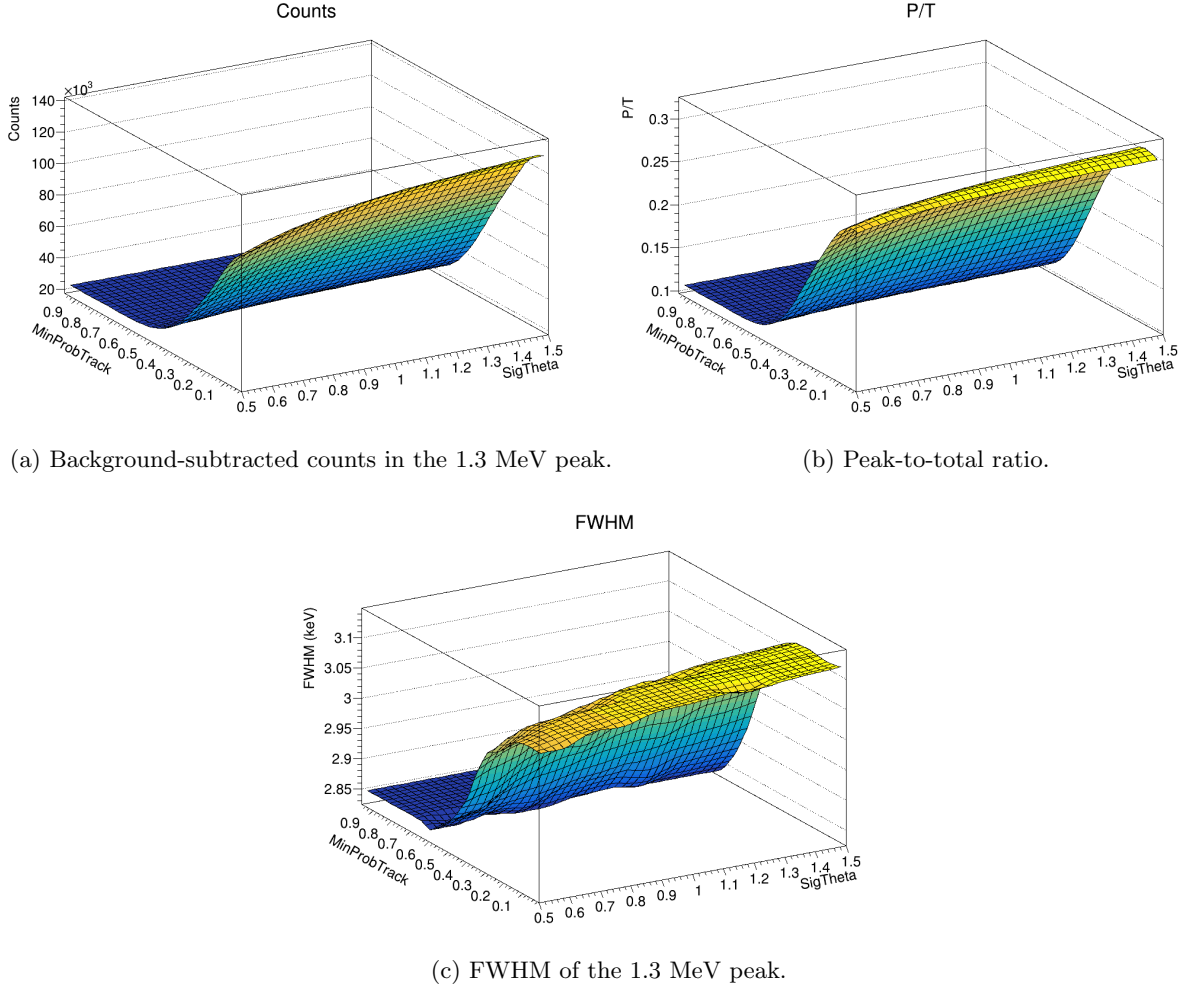 Counts
×10³
Counts
140
120
100
80
60
40
20
0.9
0.8
0.7
0.6
0.5
0.4
0.3
0.2
0.1
MinProbTrack
0.5 0.6 0.7 0.8 0.9 1 1.1 1.2 1.3 1.4 1.5
SigTheta
(a) Background-subtracted counts in the 1.3 MeV peak.
P/T
P/T
0.3
0.25
0.2
0.15
0.1
0.9
0.8
0.7
0.6
0.5
0.4
0.3
0.2
0.1
MinProbTrack
0.5 0.6 0.7 0.8 0.9 1 1.1 1.2 1.3 1.4 1.5
SigTheta
(b) Peak-to-total ratio.
FWHM
FWHM (keV)
3.1
3.05
3
2.95
2.9
2.85
0.9
0.8
0.7
0.6
0.5
0.4
0.3
0.2
0.1
MinProbTrack
0.5 0.6 0.7 0.8 0.9 1 1.1 1.2 1.3 1.4 1.5
SigTheta
(c) FWHM of the 1.3 MeV peak.